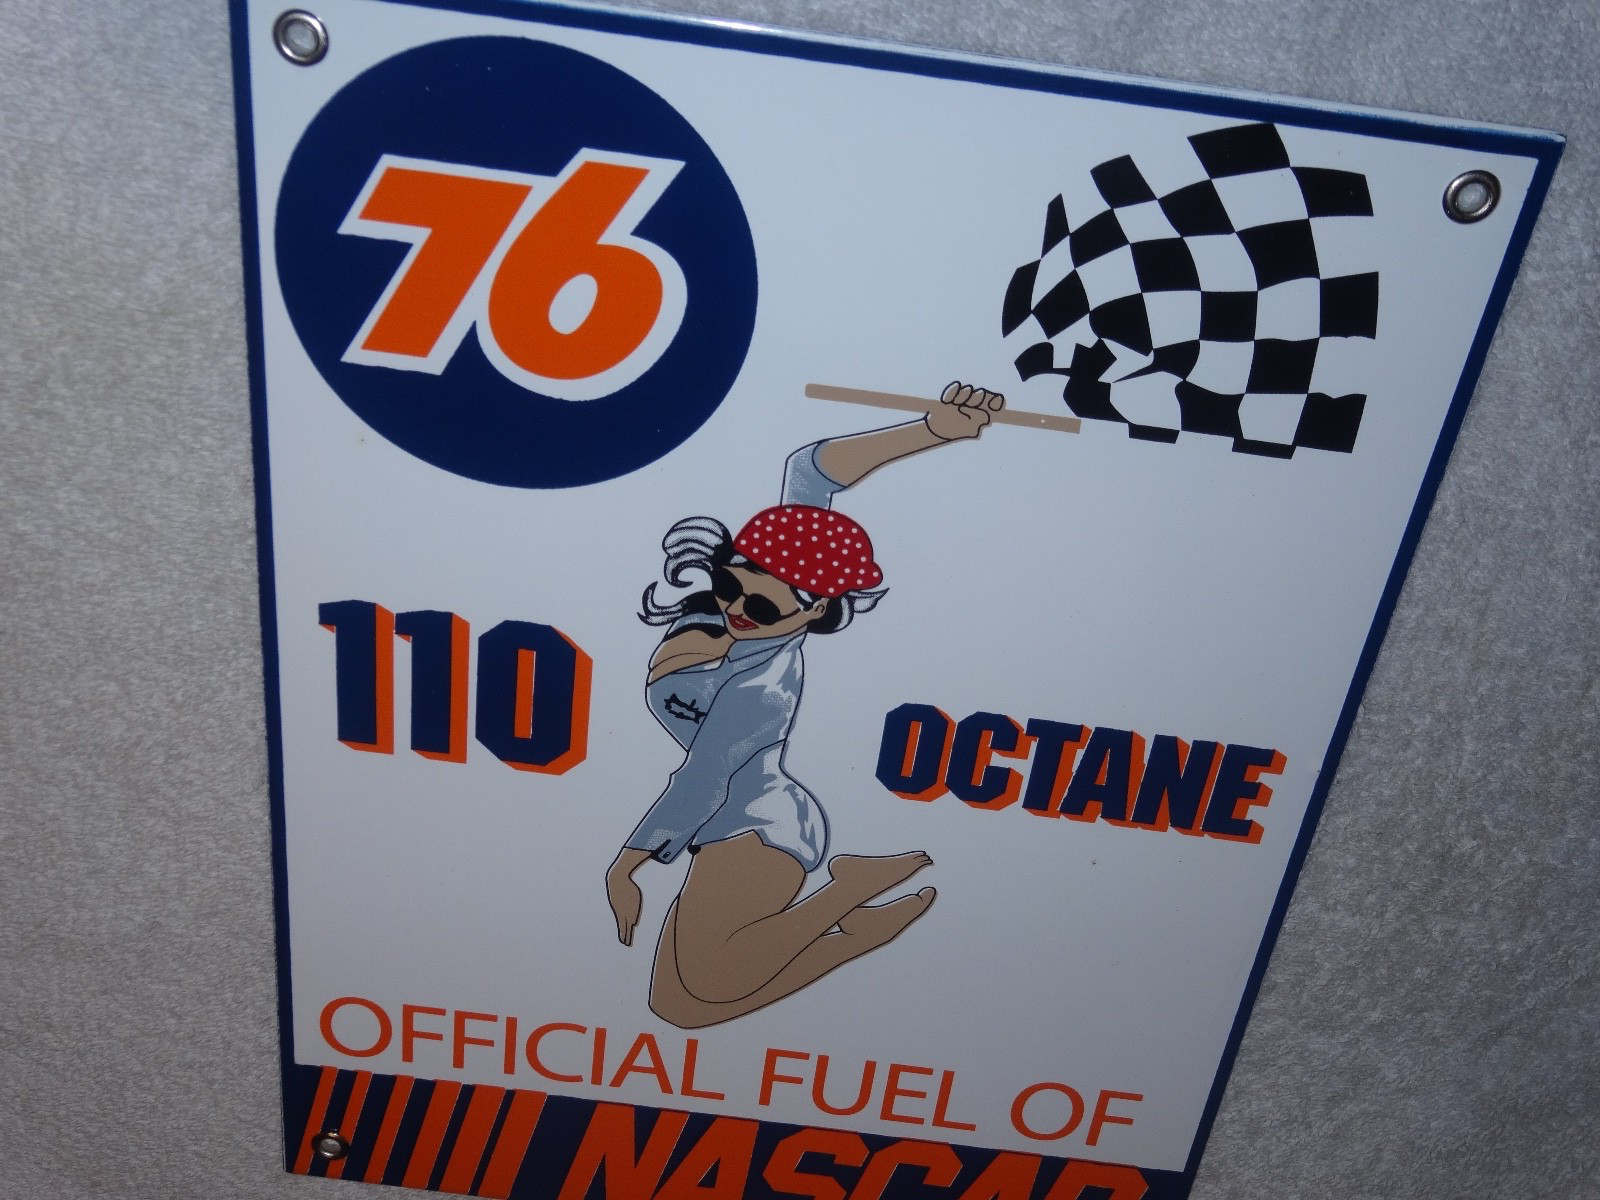 76
110 OCTANE
OFFICIAL FUEL OF
NASCAR